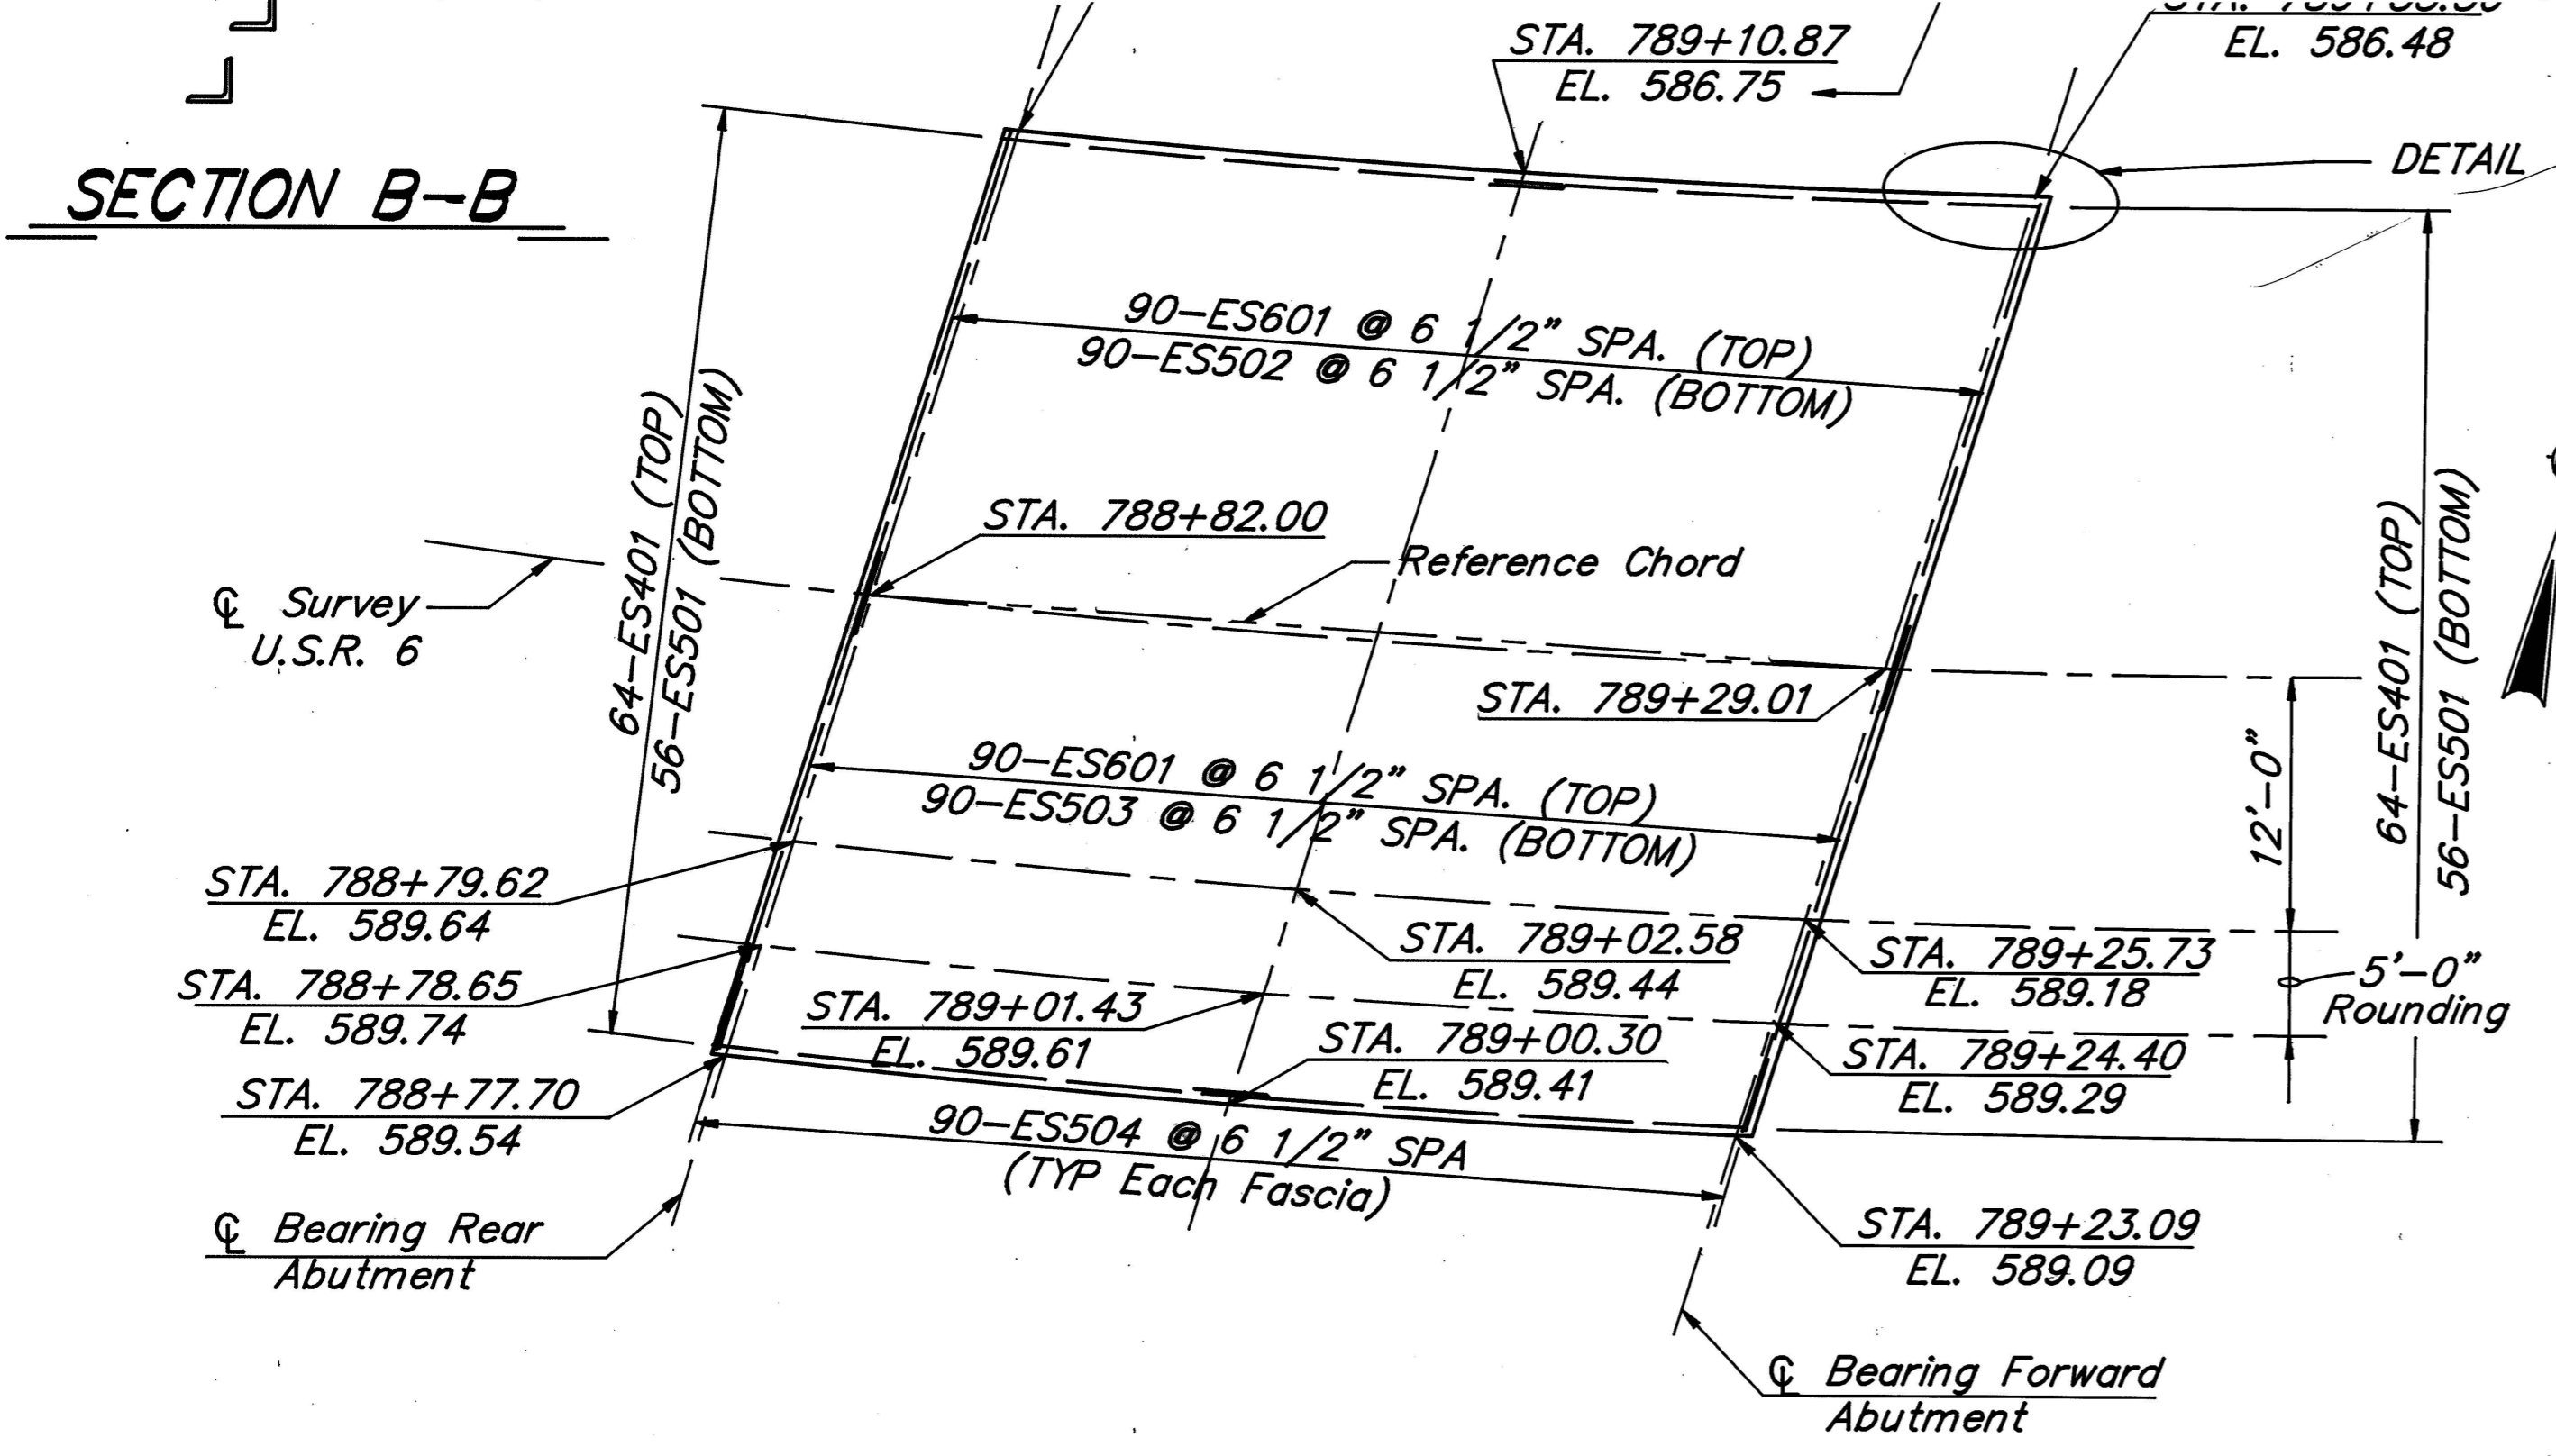 STA. 789+10.87
EL. 586.75
EL. 586.48
DETAIL
SECTION B-B
90-ES601 @ 6 1/2" SPA. (TOP)
90-ES502 @ 6 1/2" SPA. (BOTTOM)
64-ES401 (TOP)
56-ES501 (BOTTOM)
STA. 788+82.00
Reference Chord
℄ Survey
U.S.R. 6
STA. 789+29.01
64-ES401 (TOP)
56-ES501 (BOTTOM)
12'-0"
90-ES601 @ 6 1/2" SPA. (TOP)
90-ES503 @ 6 1/2" SPA. (BOTTOM)
STA. 788+79.62
EL. 589.64
STA. 789+02.58
EL. 589.44
STA. 789+25.73
EL. 589.18
5'-0"
Rounding
STA. 788+78.65
EL. 589.74
STA. 789+01.43
EL. 589.61
STA. 789+00.30
EL. 589.41
STA. 789+24.40
EL. 589.29
STA. 788+77.70
EL. 589.54
90-ES504 @ 6 1/2" SPA
(TYP Each Fascia)
℄ Bearing Rear
Abutment
STA. 789+23.09
EL. 589.09
℄ Bearing Forward
Abutment